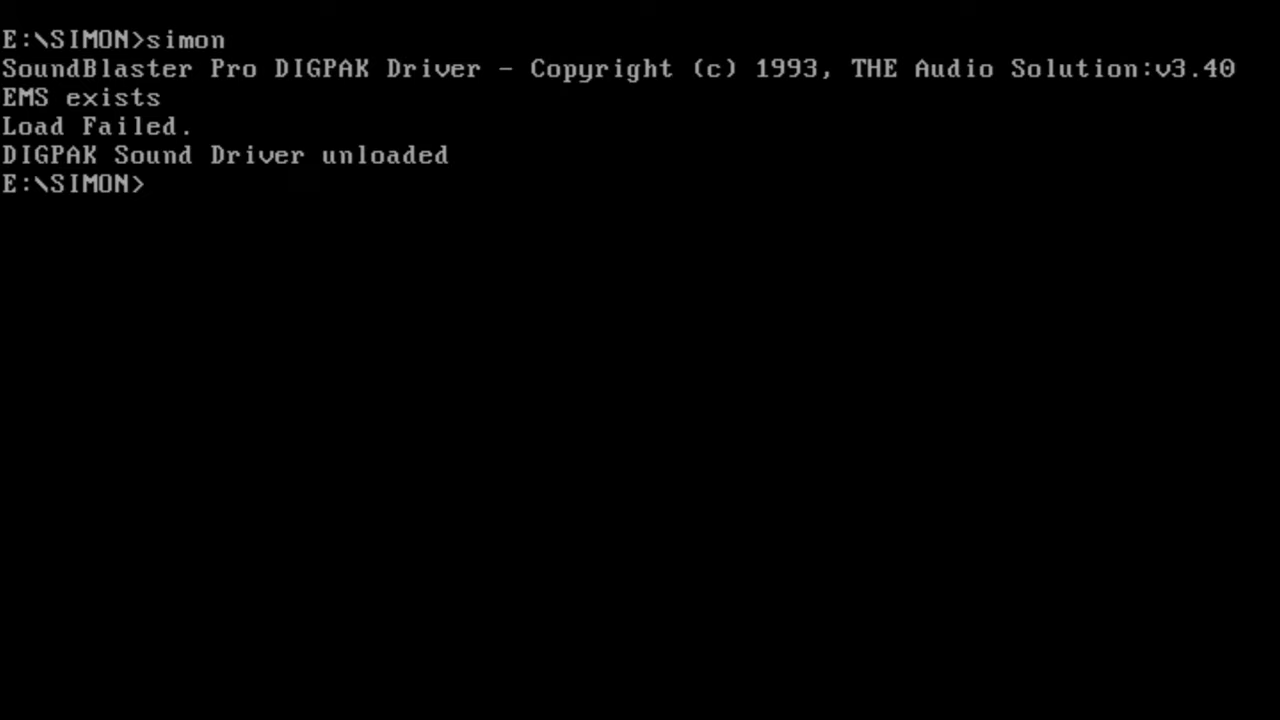 E:\SIMON>simon
SoundBlaster Pro DIGPAK Driver - Copyright (c) 1993, THE Audio Solution:v3.40
EMS exists
Load Failed.
DIGPAK Sound Driver unloaded
E:\SIMON>